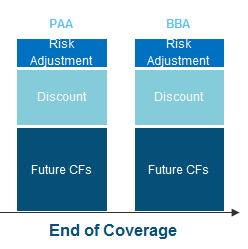 PAA BBA
Risk
Adjustment
Risk
Adjustment
Discount Discount
Future CFs Future CFs
End of Coverage